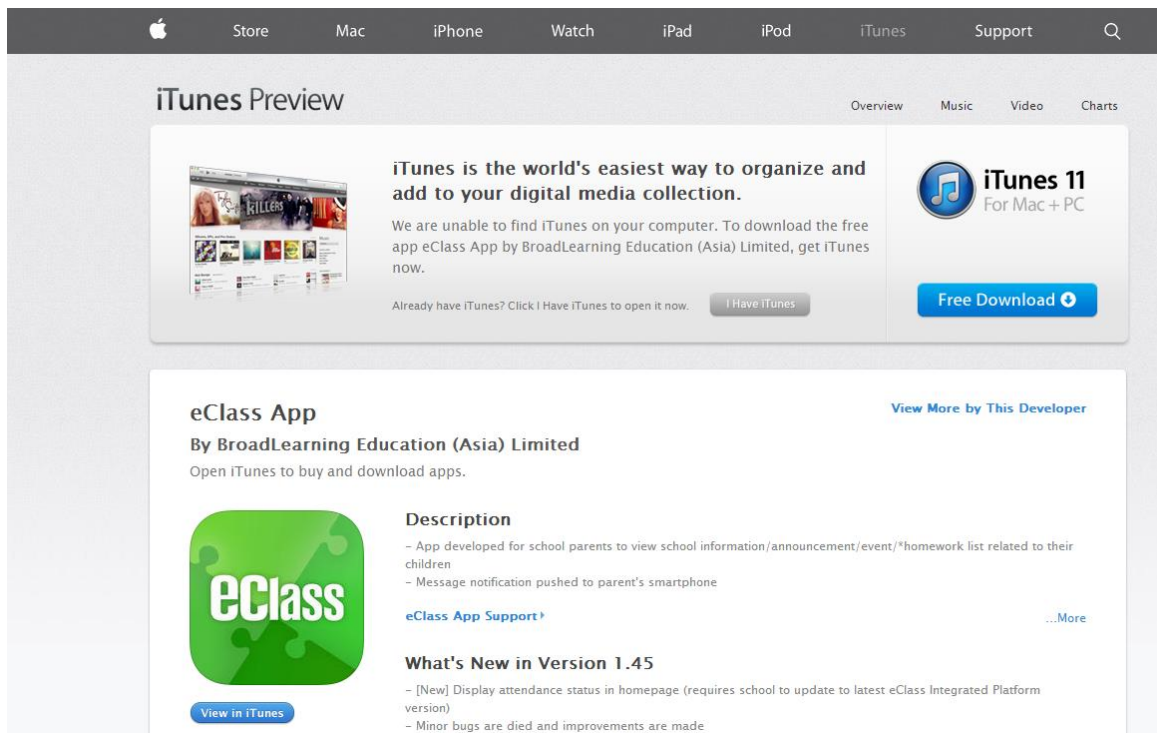 Store Mac iPhone Watch iPad iPod iTunes Support
iTunes Preview
Overview Music Video Charts
KILLERS
iTunes is the world's easiest way to organize and
add to your digital media collection.
We are unable to find iTunes on your computer. To download the free
app eClass App by BroadLearning Education (Asia) Limited, get iTunes
now.
Already have iTunes? Click I Have iTunes to open it now.
I Have iTunes
iTunes 11
For Mac + PC
Free Download
eClass App
View More by This Developer
By BroadLearning Education (Asia) Limited
Open iTunes to buy and download apps.
eClass
View in iTunes
Description
- App developed for school parents to view school information/announcement/event/*homework list related to their
children
- Message notification pushed to parent's smartphone
eClass App Support
...More
What's New in Version 1.45
- [New] Display attendance status in homepage (requires school to update to latest eClass Integrated Platform
version)
- Minor bugs are died and improvements are made